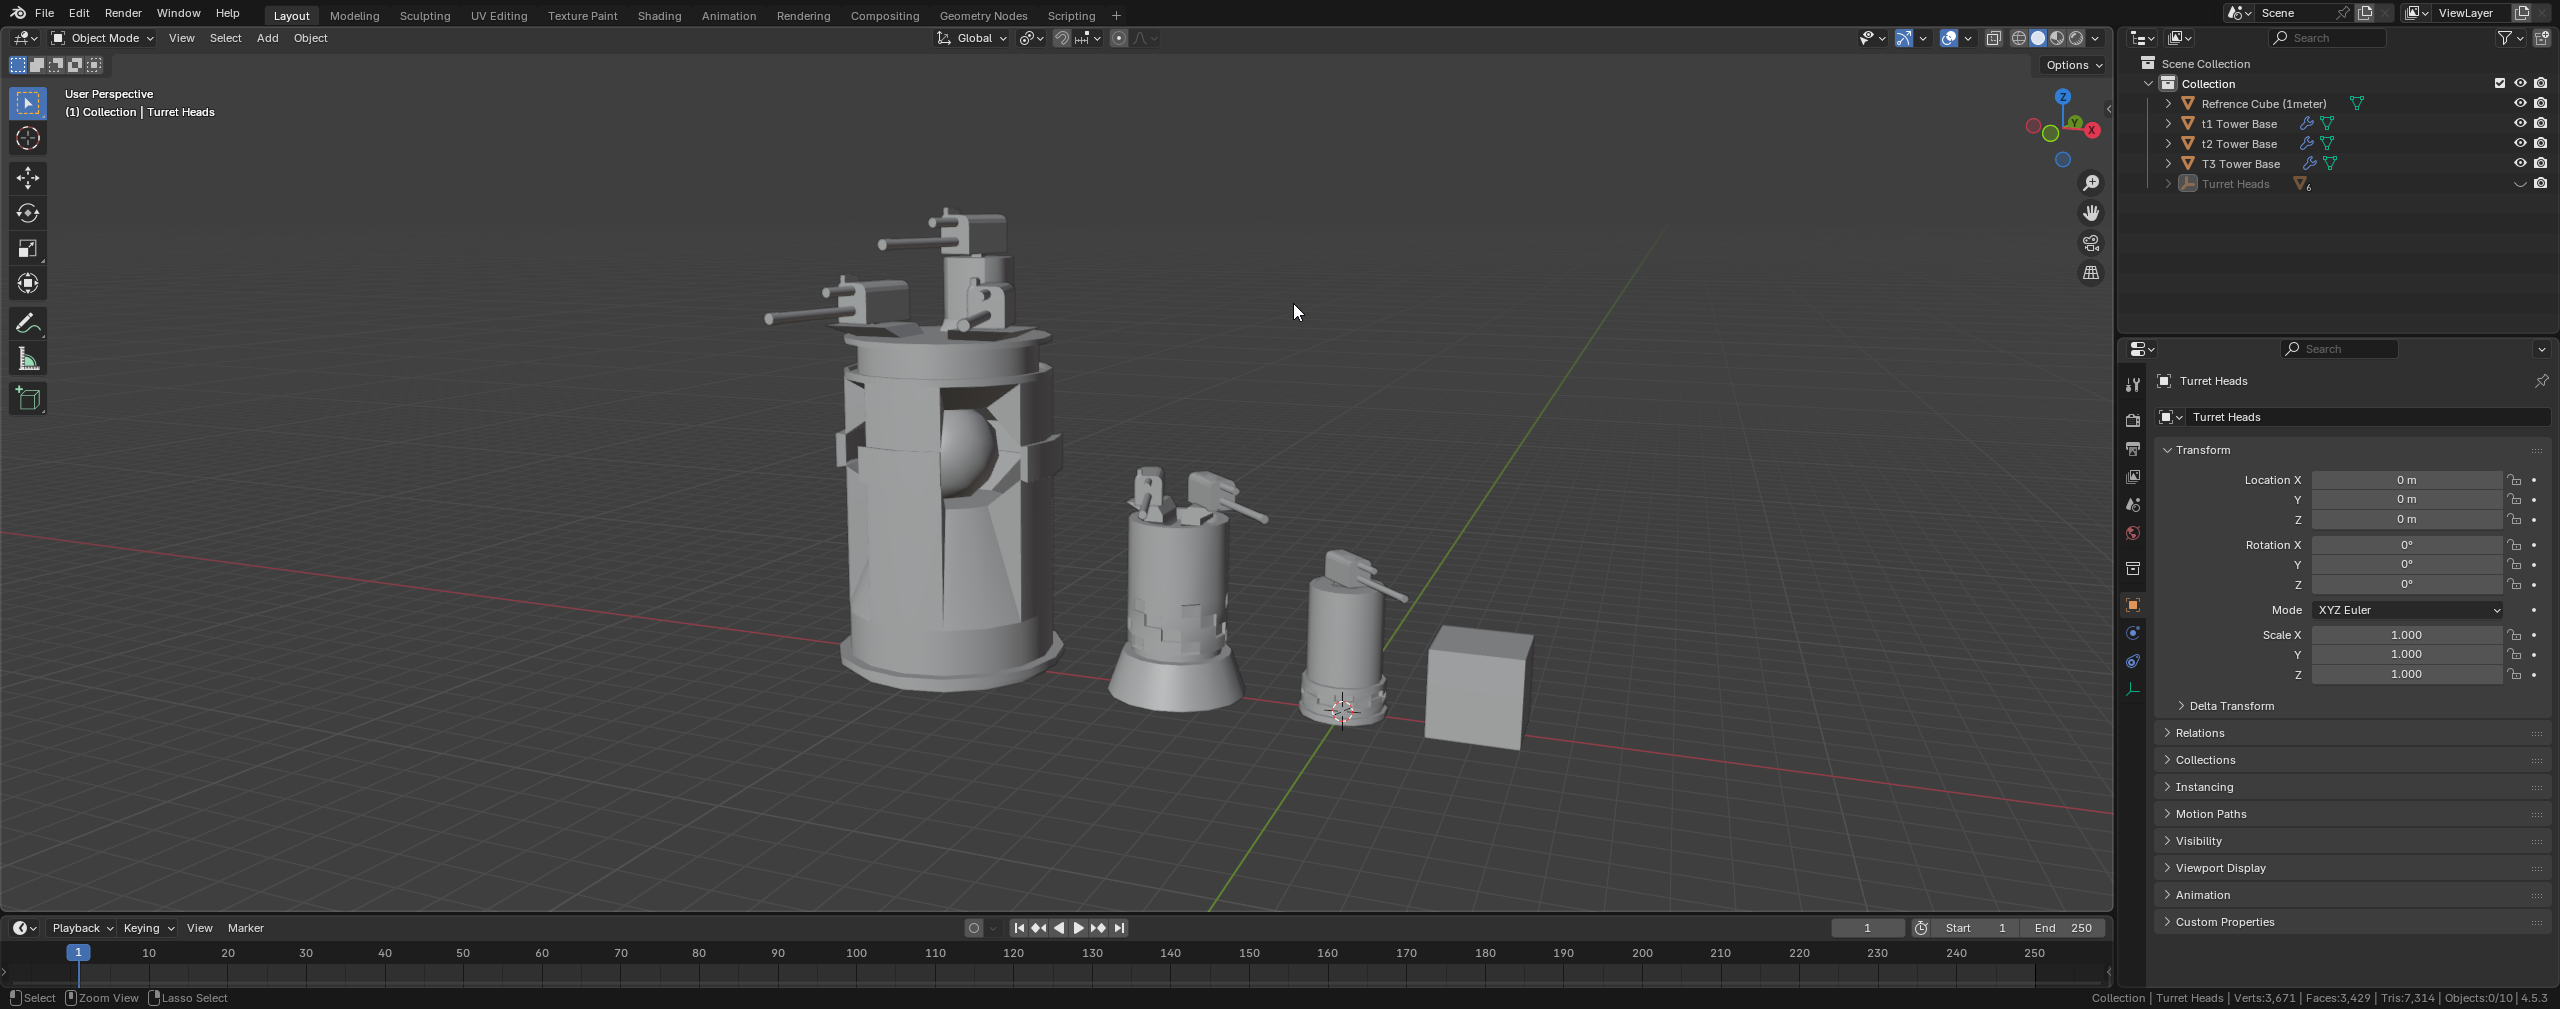 File Edit Render Window Help Layout Modeling Sculpting UV Editing Texture Paint Shading Animation Rendering Compositing Geometry Nodes Scripting + Scene ViewLayer
Object Mode View Select Add Object Global Search
Options
User Perspective
(1) Collection | Turret Heads
Z
Y
X
Scene Collection
Collection
Refrence Cube (1meter)
t1 Tower Base
t2 Tower Base
T3 Tower Base
Turret Heads 6
Search
Turret Heads
Turret Heads
Transform
Location X 0 m
Y 0 m
Z 0 m
Rotation X 0°
Y 0°
Z 0°
Mode XYZ Euler
Scale X 1.000
Y 1.000
Z 1.000
Delta Transform
Relations
Collections
Instancing
Motion Paths
Visibility
Viewport Display
Animation
Custom Properties
Playback Keying View Marker 1 Start 1 End 250
1 10 20 30 40 50 60 70 80 90 100 110 120 130 140 150 160 170 180 190 200 210 220 230 240 250
Select Zoom View Lasso Select Collection | Turret Heads | Verts:3,671 | Faces:3,429 | Tris:7,314 | Objects:0/10 | 4.5.3